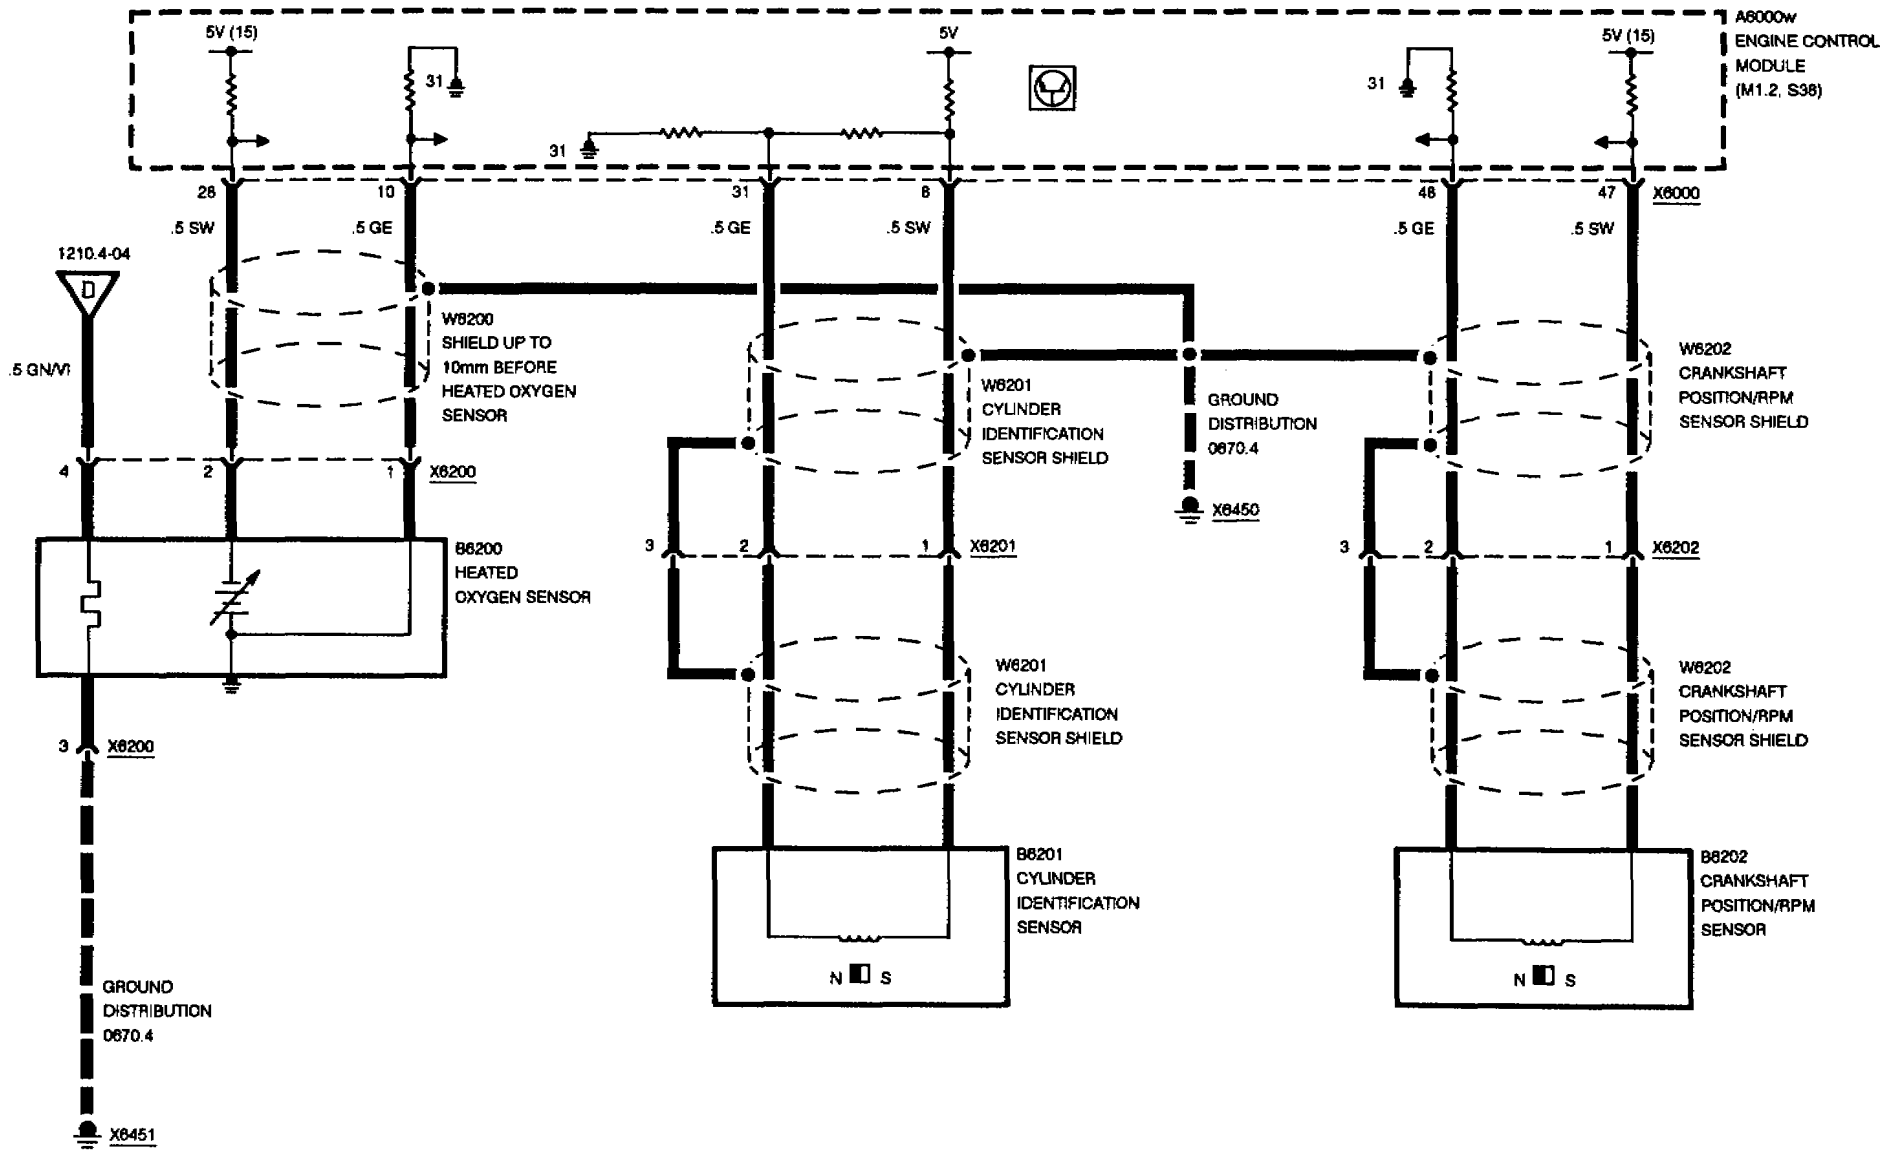 A6000w
ENGINE CONTROL
MODULE
(M1.2, S38)
5V (15)
31
5V
31
31
5V (15)
28
10
31
8
48
47
X6000
.5 SW
.5 GE
.5 GE
.5 SW
.5 GE
.5 SW
1210.4-04
D
.5 GN/VI
W6200
SHIELD UP TO
10mm BEFORE
HEATED OXYGEN
SENSOR
W6201
CYLINDER
IDENTIFICATION
SENSOR SHIELD
GROUND
DISTRIBUTION
0670.4
X6450
W6202
CRANKSHAFT
POSITION/RPM
SENSOR SHIELD
4
2
1
X6200
B6200
HEATED
OXYGEN SENSOR
3
2
1
X6201
3
2
1
X6202
W6201
CYLINDER
IDENTIFICATION
SENSOR SHIELD
W6202
CRANKSHAFT
POSITION/RPM
SENSOR SHIELD
3
X6200
B6201
CYLINDER
IDENTIFICATION
SENSOR
N
S
B6202
CRANKSHAFT
POSITION/RPM
SENSOR
N
S
GROUND
DISTRIBUTION
0670.4
X6451